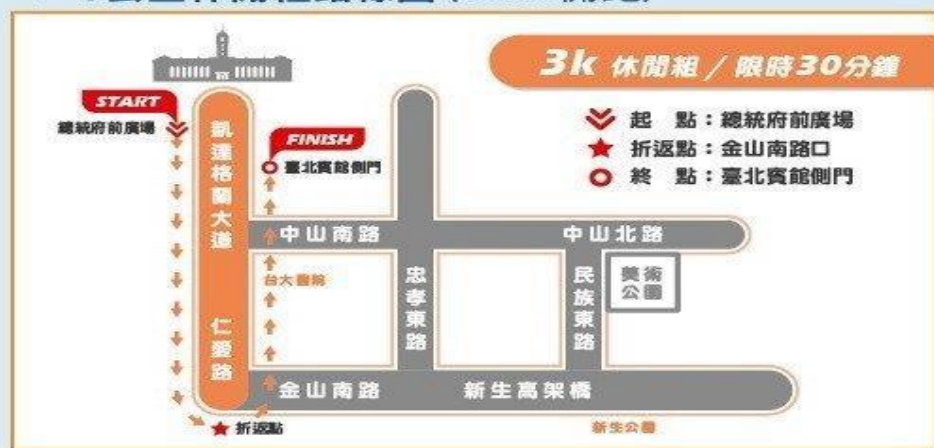 3k 休閒組 / 限時30分鐘
起 點：總統府前廣場
折返點：金山南路口
終 點：臺北賓館側門
START
總統府前廣場
FINISH
臺北賓館側門
凱達格蘭大道
仁愛路
中山南路
中山北路
台大醫院
忠孝東路
民族東路
美術
公園
金山南路
新生高架橋
折返點
新生公園